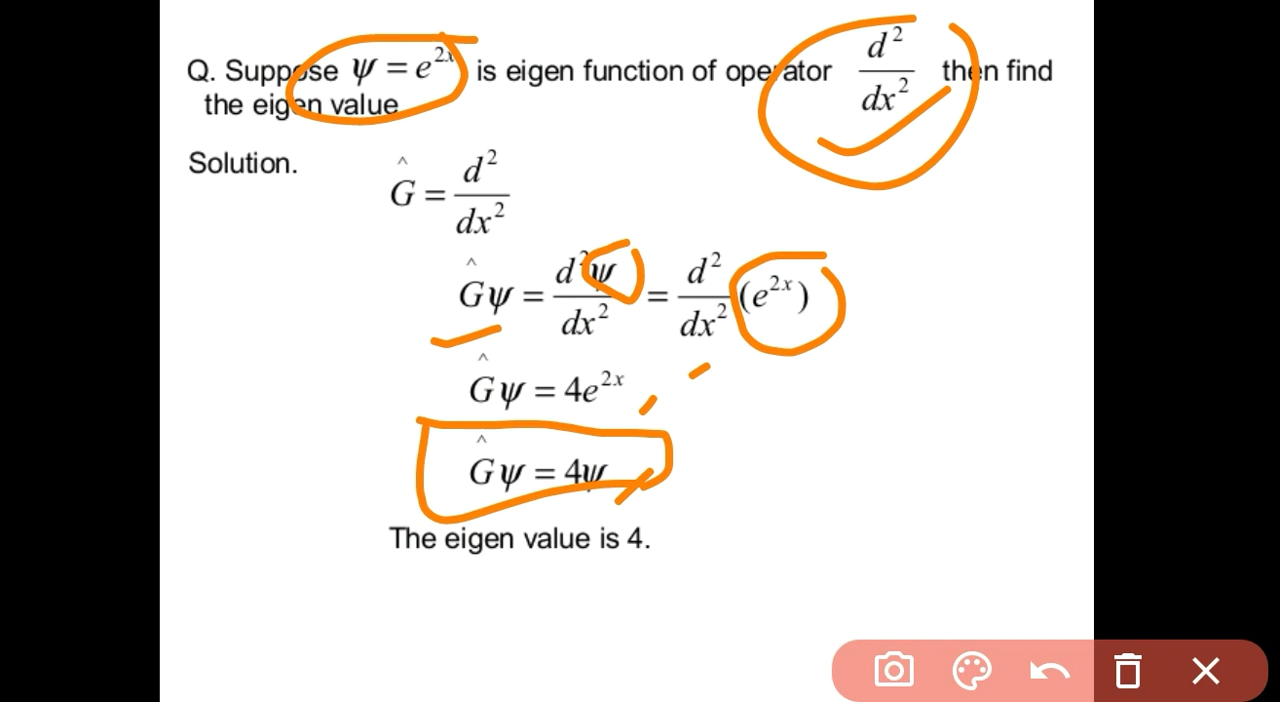 Q. Suppose ψ = e^{2x} is eigen function of operator d²/dx² then find
the eigen value
Solution.
Ĝ = d²/dx²
Ĝψ = d²ψ/dx² = d²/dx² (e^{2x})
Ĝψ = 4e^{2x}
Ĝψ = 4ψ
The eigen value is 4.